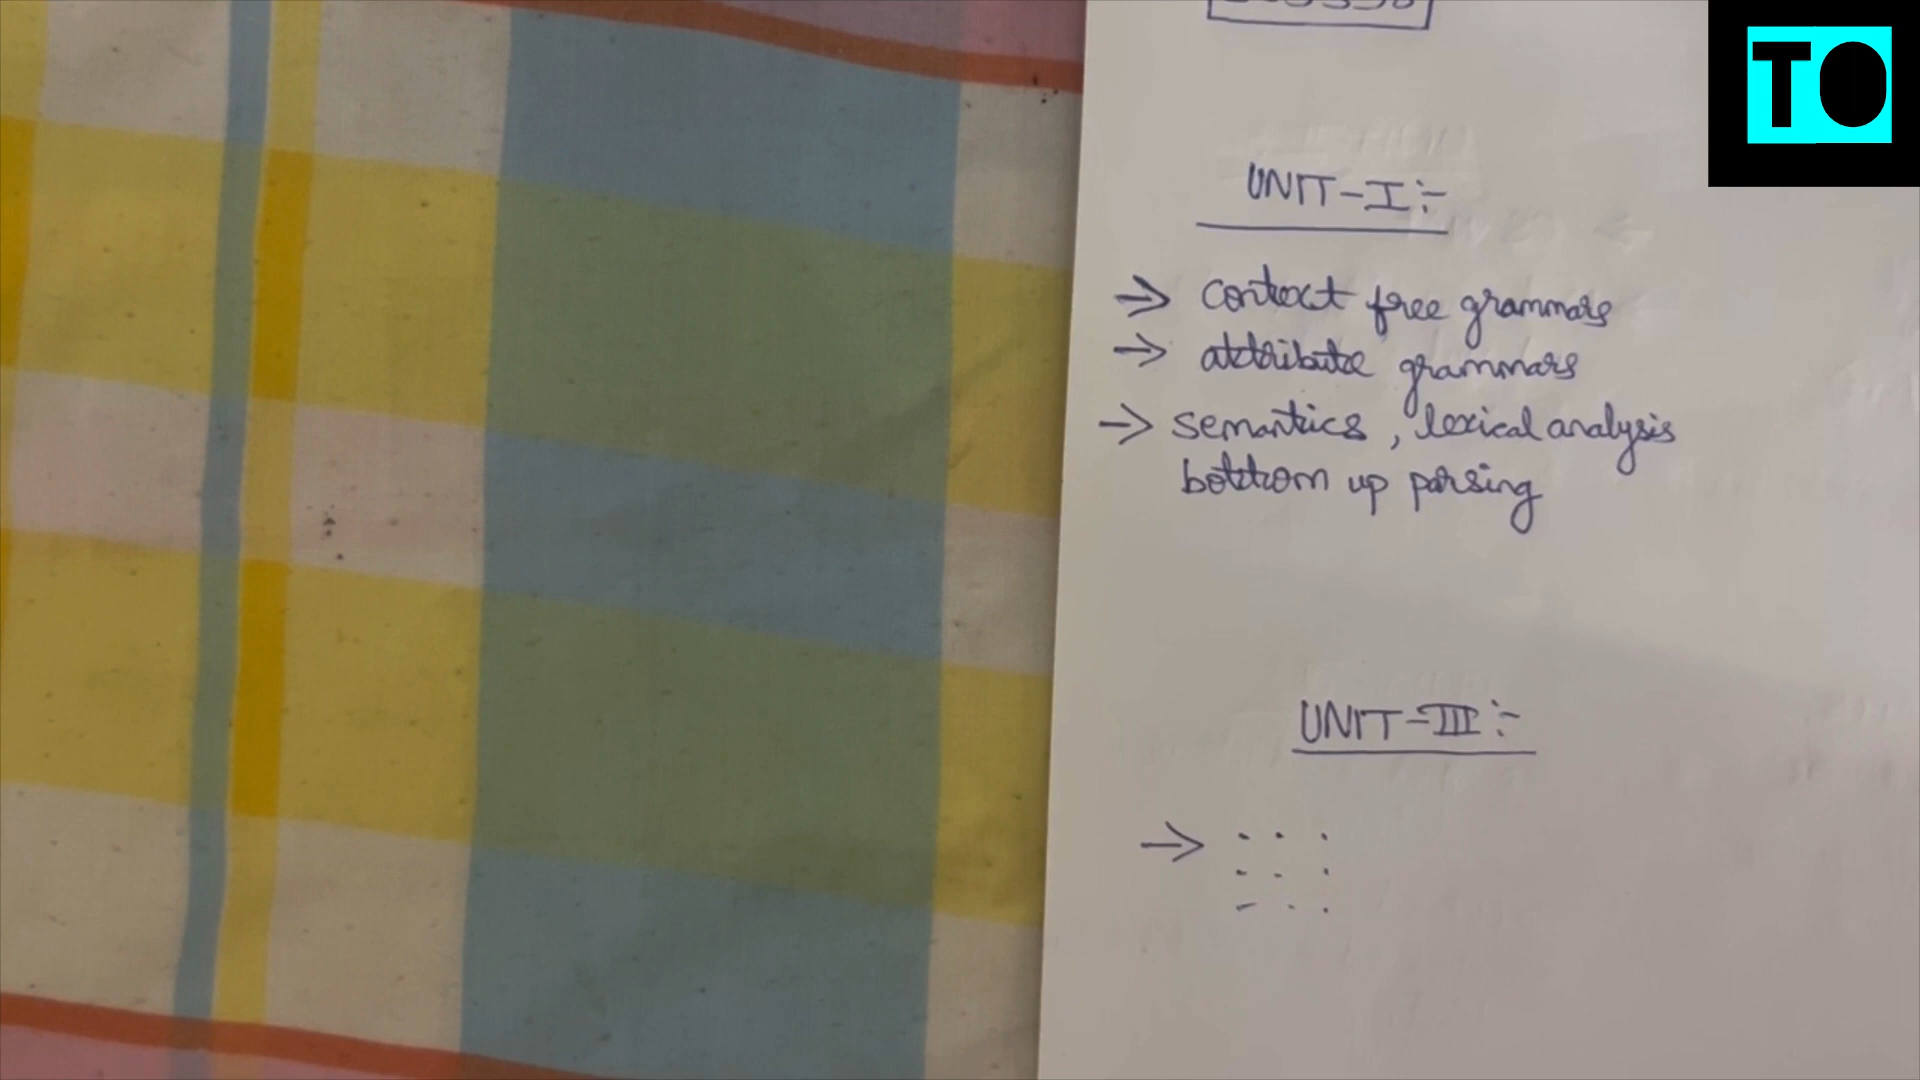 TO
UNIT-I:-
→ context free grammars
→ attribute grammars
→ semantics, lexical analysis
bottom up parsing
UNIT-III:-
→